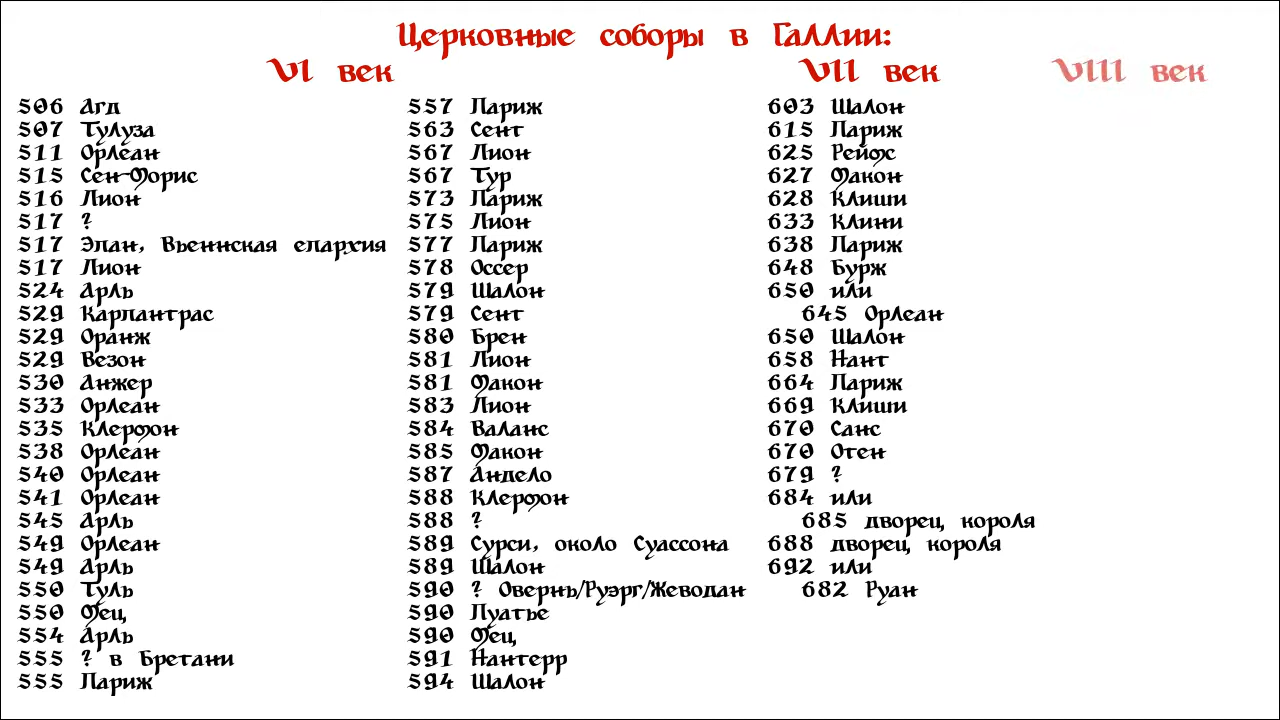 Церковные соборы в Галлии:
VI век
VII век
VIII век
506 Агд
507 Тулуза
511 Орлеан
515 Сен-Морис
516 Лион
517 ?
517 Эпан, Вьеннская епархия
517 Лион
524 Арль
529 Карпантрас
529 Оранж
529 Везон
530 Анжер
533 Орлеан
535 Клермон
538 Орлеан
540 Орлеан
541 Орлеан
545 Арль
549 Орлеан
549 Арль
550 Туль
550 Мец
554 Арль
555 ? в Бретани
555 Париж
557 Париж
563 Сент
567 Лион
567 Тур
573 Париж
575 Лион
577 Париж
578 Оссер
579 Шалон
579 Сент
580 Брен
581 Лион
581 Макон
583 Лион
584 Валанс
585 Макон
587 Андело
588 Клермон
588 ?
589 Сурси, около Суассона
589 Шалон
590 ? Овернь/Руэрг/Жеводан
590 Пуатье
590 Мец
591 Нантерр
594 Шалон
603 Шалон
615 Париж
625 Реймс
627 Макон
628 Клиши
633 Клиши
638 Париж
648 Бурж
650 или
645 Орлеан
650 Шалон
658 Нант
664 Париж
669 Клиши
670 Санс
670 Отен
679 ?
684 или
685 дворец короля
688 дворец короля
692 или
682 Руан